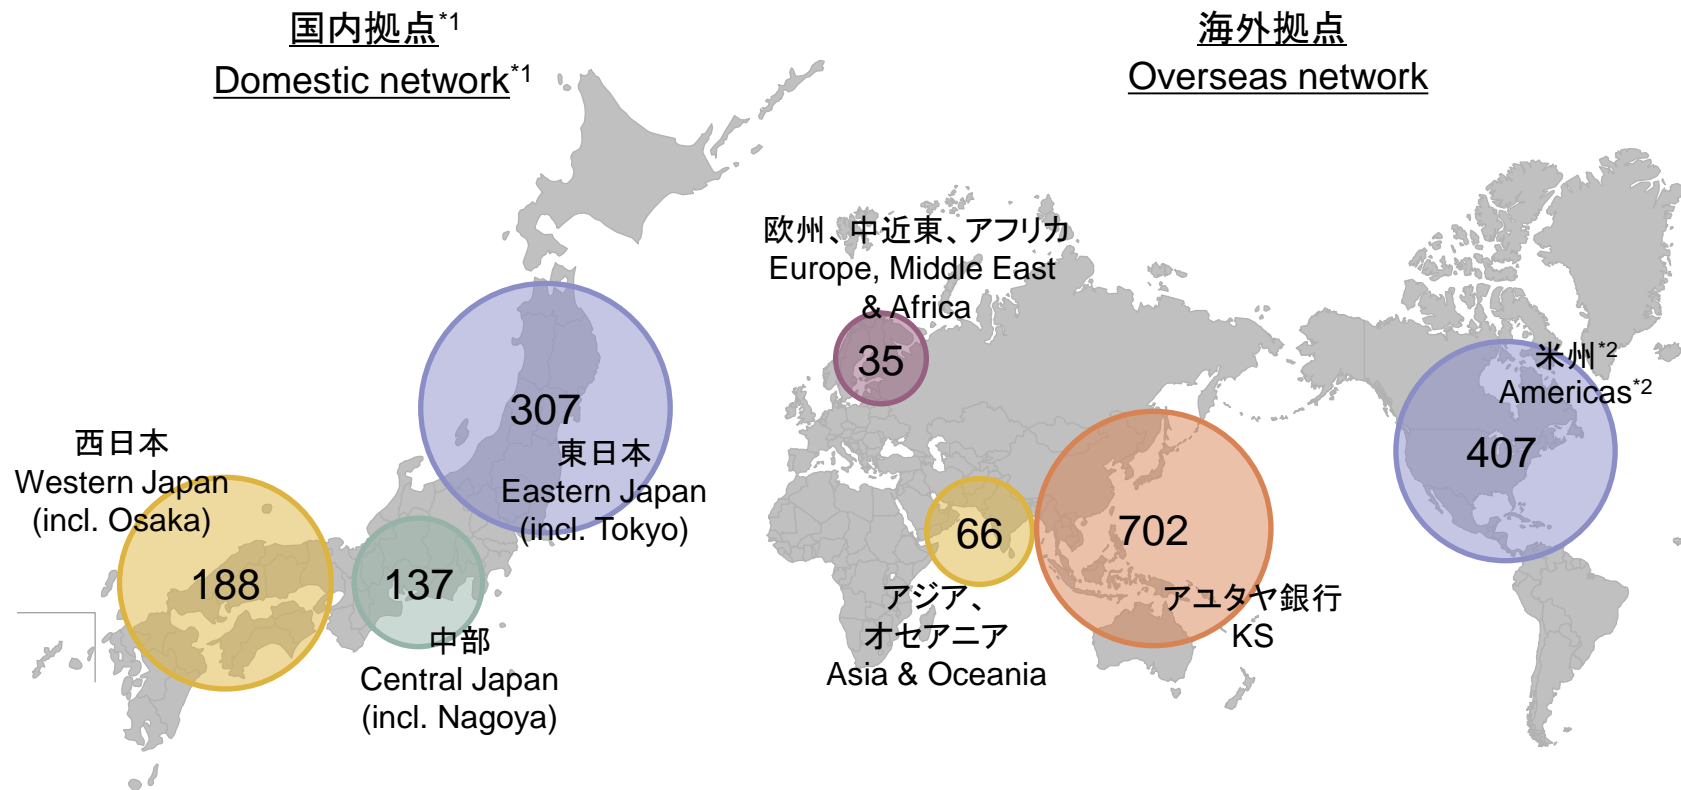 国内拠点*1
Domestic network*1
307
東日本
Eastern Japan
(incl. Tokyo)
西日本
Western Japan
(incl. Osaka)
188
137
中部
Central Japan
(incl. Nagoya)
海外拠点
Overseas network
欧州、中近東、アフリカ
Europe, Middle East
& Africa
35
66
アジア、
オセアニア
Asia & Oceania
702
アユタヤ銀行
KS
米州*2
Americas*2
407